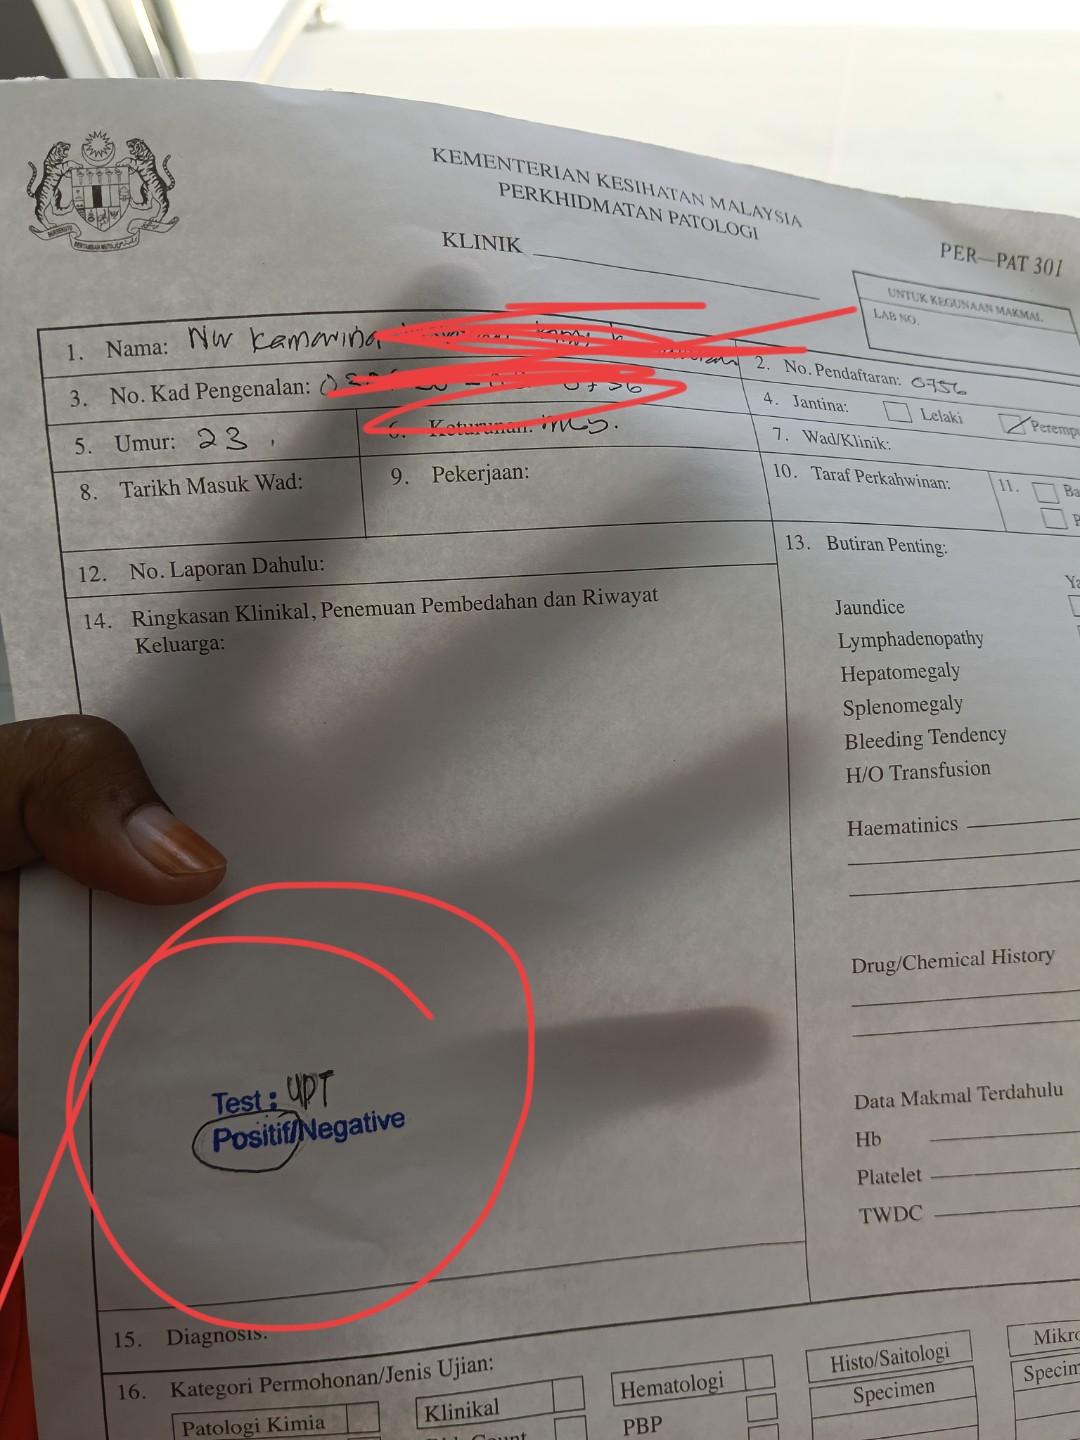 KEMENTERIAN KESIHATAN MALAYSIA
PERKHIDMATAN PATOLOGI
KLINIK
PER—PAT 301
UNTUK KEGUNAAN MAKMAL
LAB NO.
1. Nama: Nur Kamarina
2. No. Pendaftaran: 0756
3. No. Kad Pengenalan:
4. Jantina: Lelaki
5. Umur: 23
6. Keturunan:
7. Wad/Klinik:
8. Tarikh Masuk Wad:
9. Pekerjaan:
10. Taraf Perkahwinan:
11.
12. No. Laporan Dahulu:
13. Butiran Penting:
14. Ringkasan Klinikal, Penemuan Pembedahan dan Riwayat
Keluarga:
Jaundice
Lymphadenopathy
Hepatomegaly
Splenomegaly
Bleeding Tendency
H/O Transfusion
Haematinics
Drug/Chemical History
Test: UPT
Positif/Negative
Data Makmal Terdahulu
Hb
Platelet
TWDC
15. Diagnosis:
16. Kategori Permohonan/Jenis Ujian:
Patologi Kimia
Klinikal
Hematologi
PBP
Histo/Saitologi
Specimen